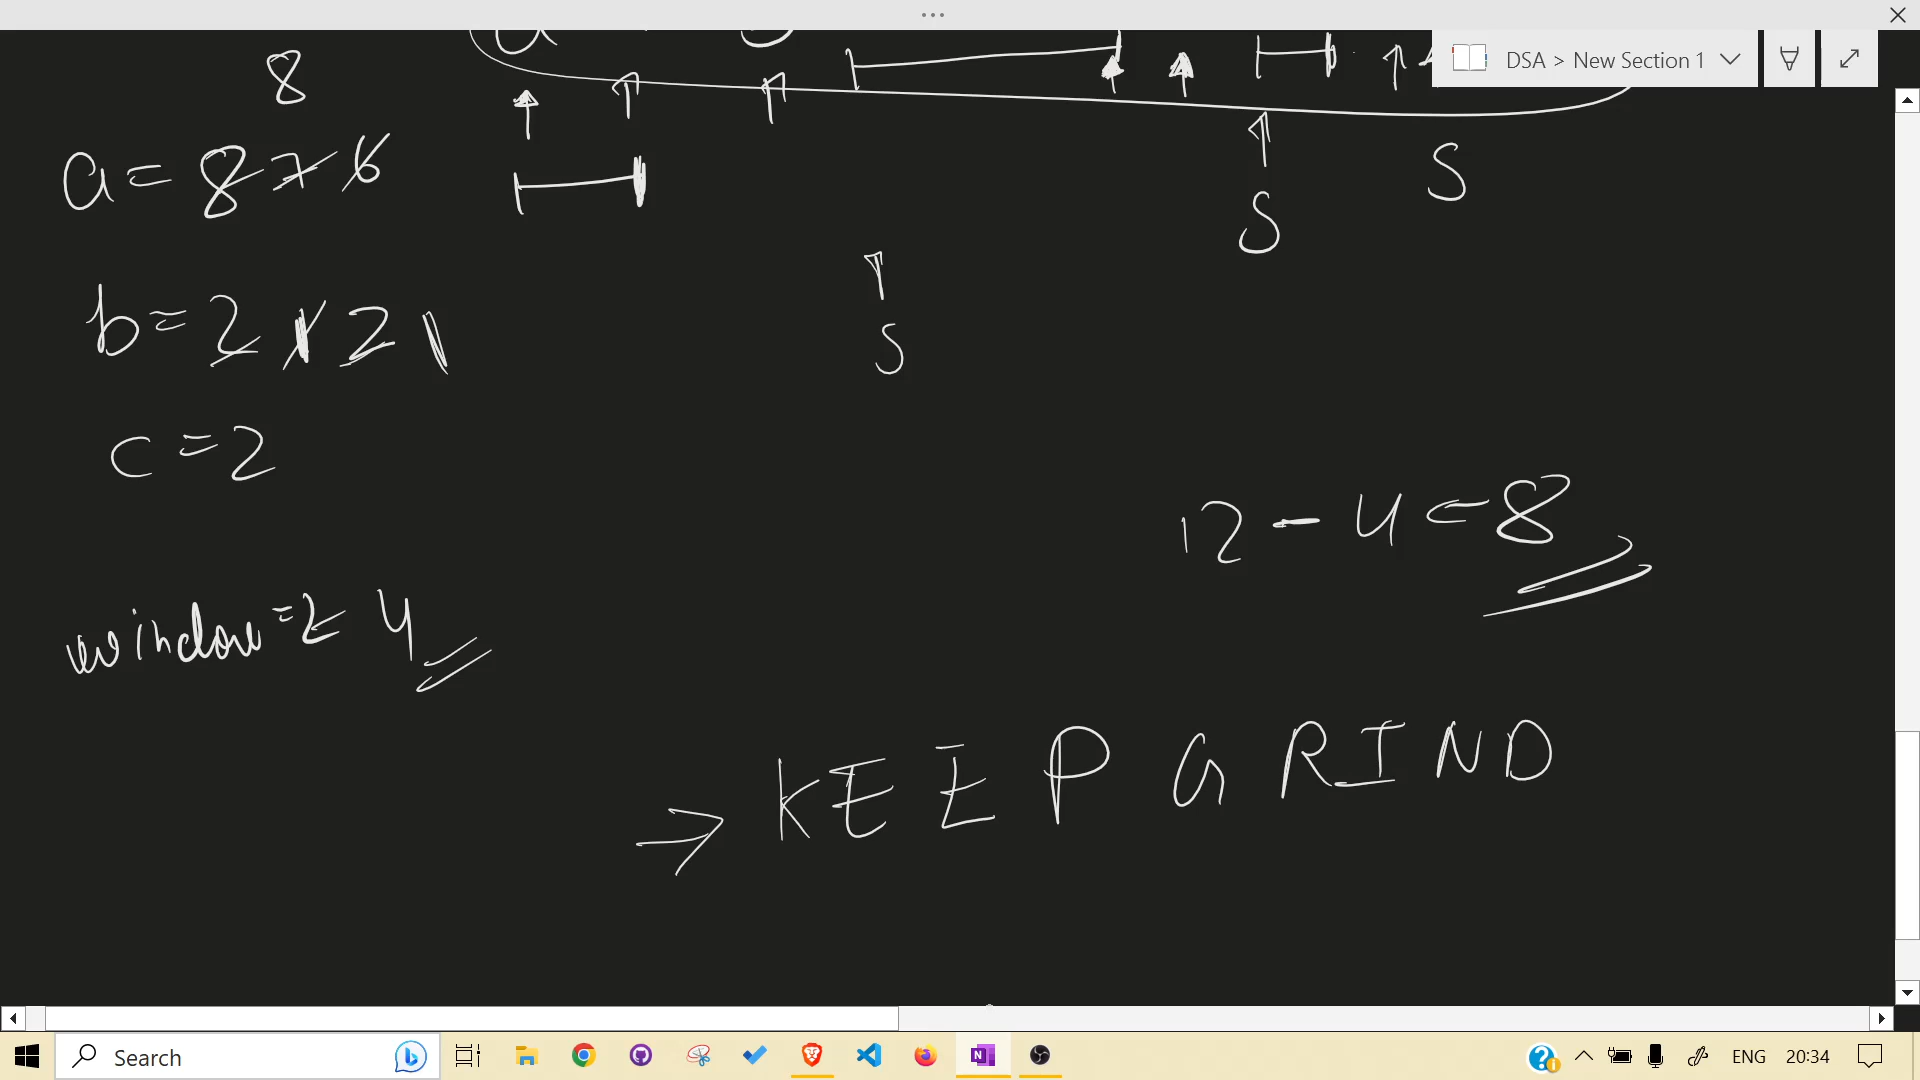 DSA > New Section 1
8
a = 8 7 6
S
S
b = 2 1 2 1
S
c = 2
12 - 4 = 8
window = 2 4
→ KEEP GRIND
Search
ENG 20:34